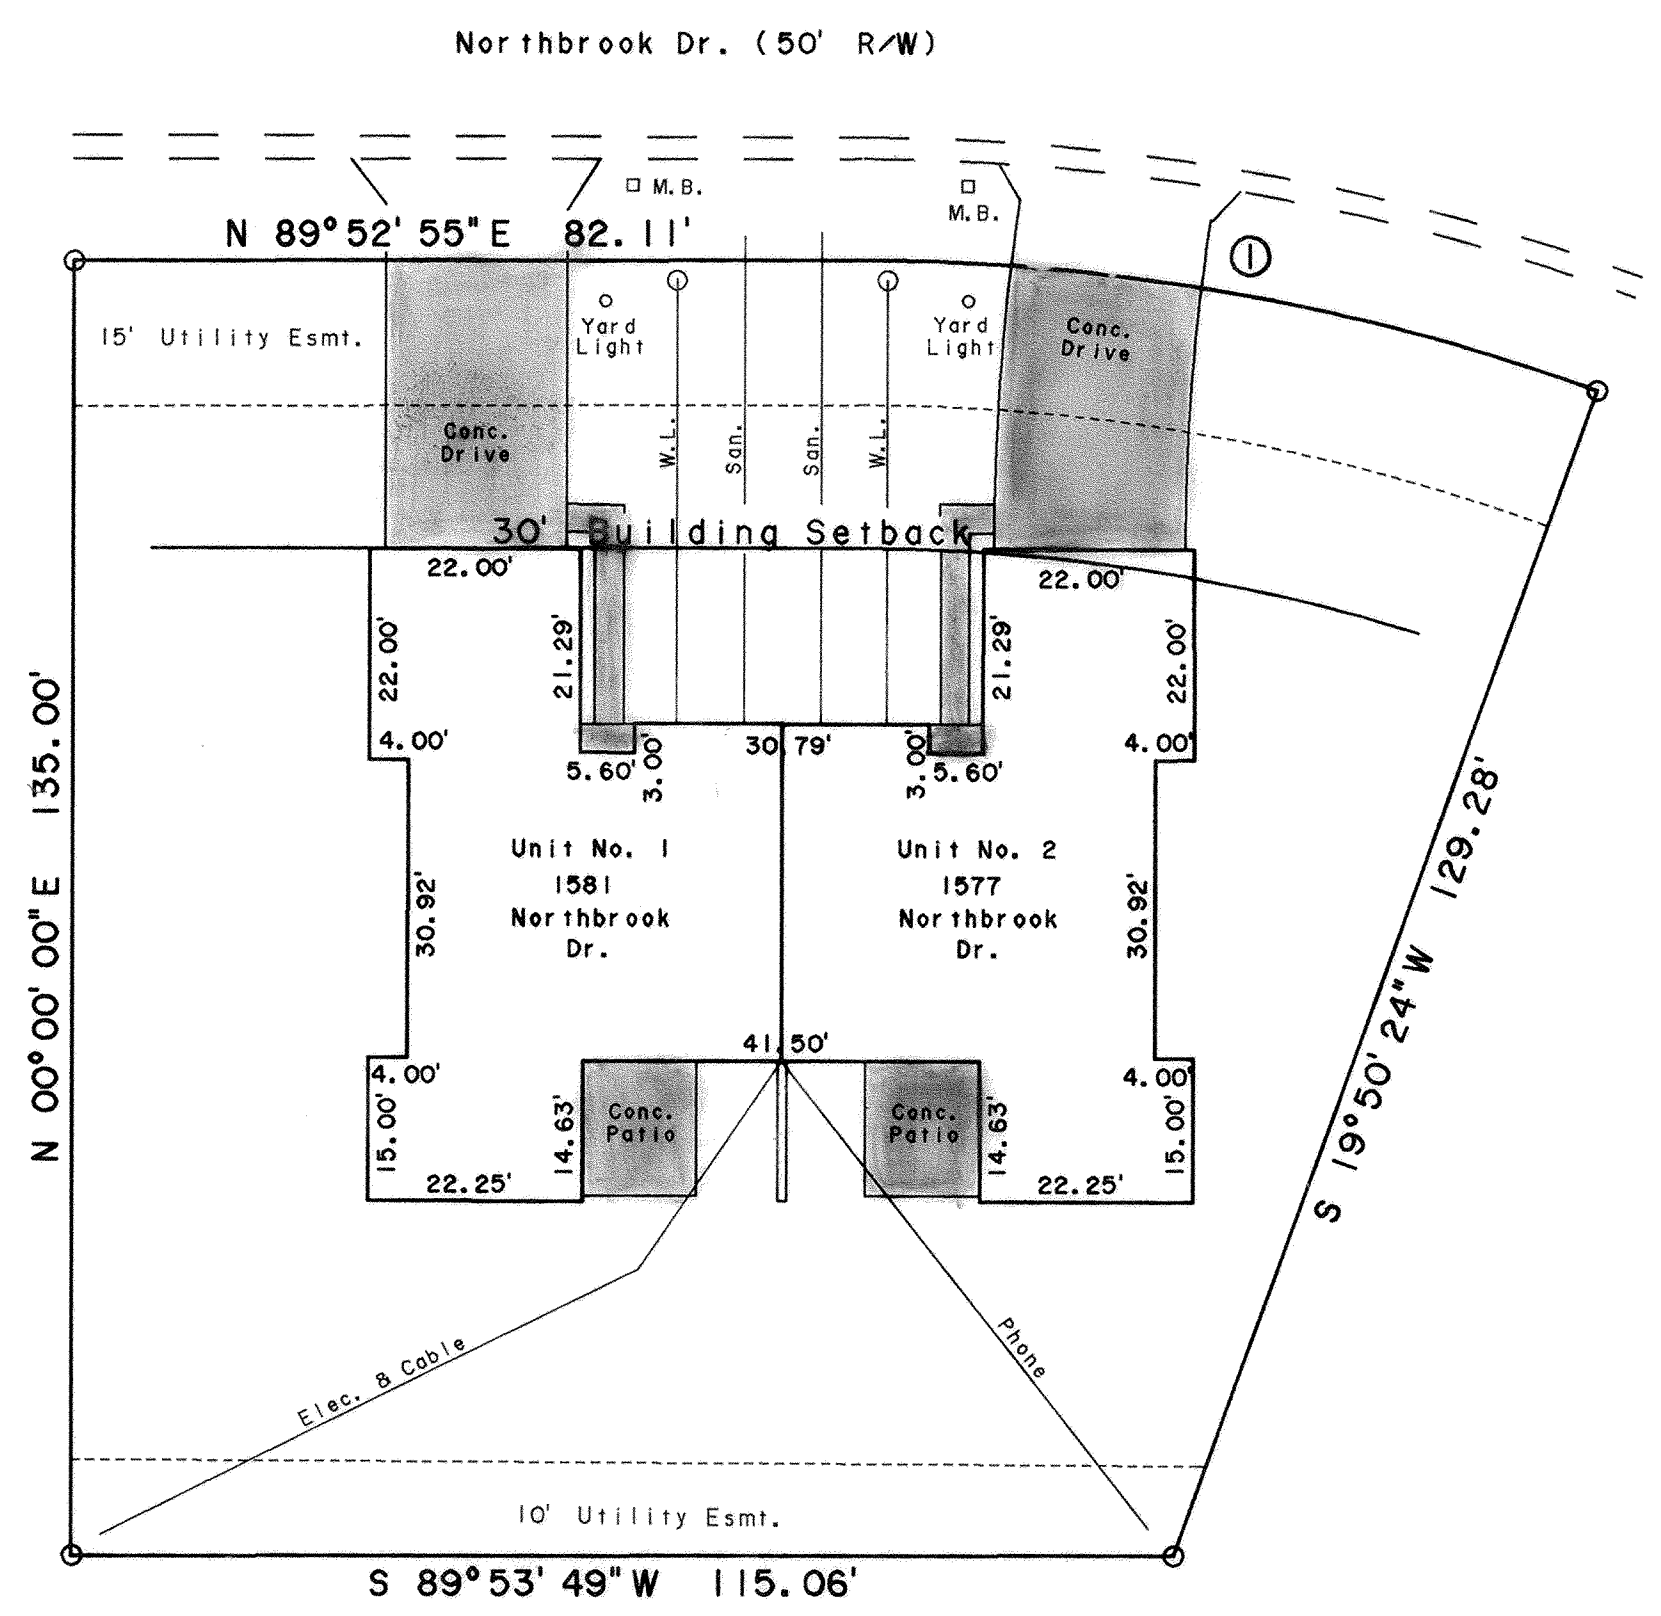 Northbrook Dr. (50' R/W)
M.B.
M.B.
N 89°52' 55"E 82.11'
1
15' Utility Esmt.
Yard
Light
Yard
Light
Conc.
Drive
Conc.
Drive
W.L.
San.
San.
W.L.
30' Building Setback
22.00'
22.00'
22.00'
21.29'
21.29'
22.00'
4.00'
5.60'
3.00'
30.79'
3.00'
5.60'
4.00'
N 00°00' 00"E 135.00'
S 19°50' 24"W 129.28'
Unit No. 1
1581
Northbrook
Dr.
Unit No. 2
1577
Northbrook
Dr.
30.92'
30.92'
41.50'
4.00'
4.00'
15.00'
14.63'
Conc.
Patio
Conc.
Patio
14.63'
15.00'
22.25'
22.25'
Elec. & Cable
Phone
10' Utility Esmt.
S 89°53' 49"W 115.06'